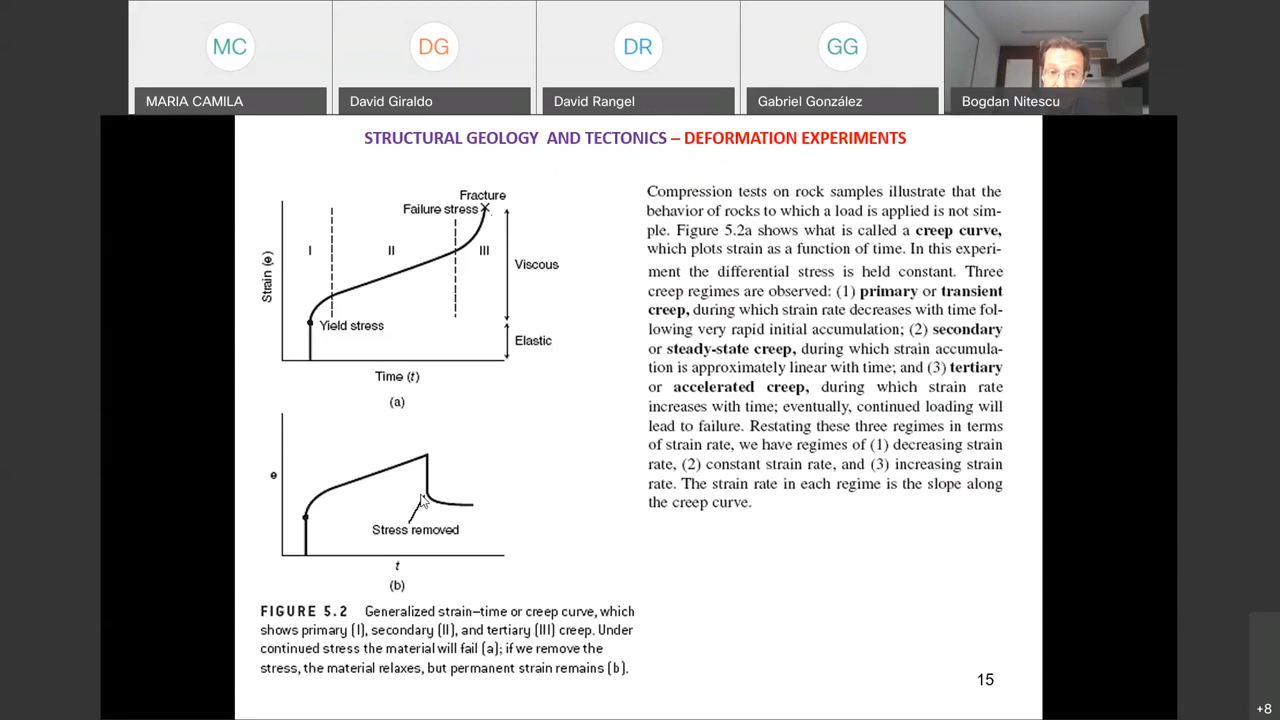 MC
DG
DR
GG
MARIA CAMILA
David Giraldo
David Rangel
Gabriel González
Bogdan Nitescu
STRUCTURAL GEOLOGY AND TECTONICS – DEFORMATION EXPERIMENTS
Fracture
Failure stress
I
II
III
Viscous
Strain (e)
Yield stress
Elastic
Time (t)
(a)
e
Stress removed
t
(b)
FIGURE 5.2 Generalized strain–time or creep curve, which
shows primary (I), secondary (II), and tertiary (III) creep. Under
continued stress the material will fail (a); if we remove the
stress, the material relaxes, but permanent strain remains (b).
Compression tests on rock samples illustrate that the
behavior of rocks to which a load is applied is not sim-
ple. Figure 5.2a shows what is called a creep curve,
which plots strain as a function of time. In this experi-
ment the differential stress is held constant. Three
creep regimes are observed: (1) primary or transient
creep, during which strain rate decreases with time fol-
lowing very rapid initial accumulation; (2) secondary
or steady-state creep, during which strain accumula-
tion is approximately linear with time; and (3) tertiary
or accelerated creep, during which strain rate
increases with time; eventually, continued loading will
lead to failure. Restating these three regimes in terms
of strain rate, we have regimes of (1) decreasing strain
rate, (2) constant strain rate, and (3) increasing strain
rate. The strain rate in each regime is the slope along
the creep curve.
15
+8